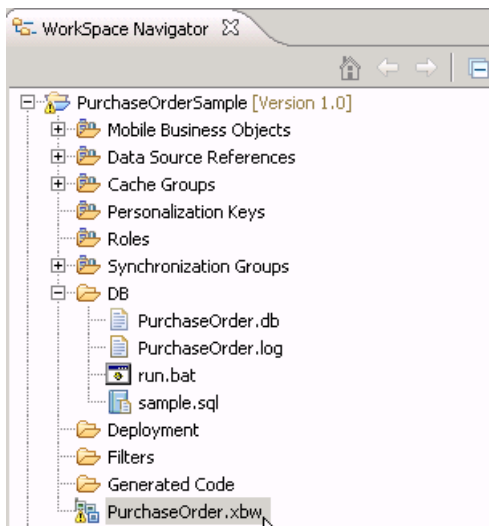 WorkSpace Navigator
PurchaseOrderSample [Version 1.0]
Mobile Business Objects
Data Source References
Cache Groups
Personalization Keys
Roles
Synchronization Groups
DB
PurchaseOrder.db
PurchaseOrder.log
run.bat
sample.sql
Deployment
Filters
Generated Code
PurchaseOrder.xbw